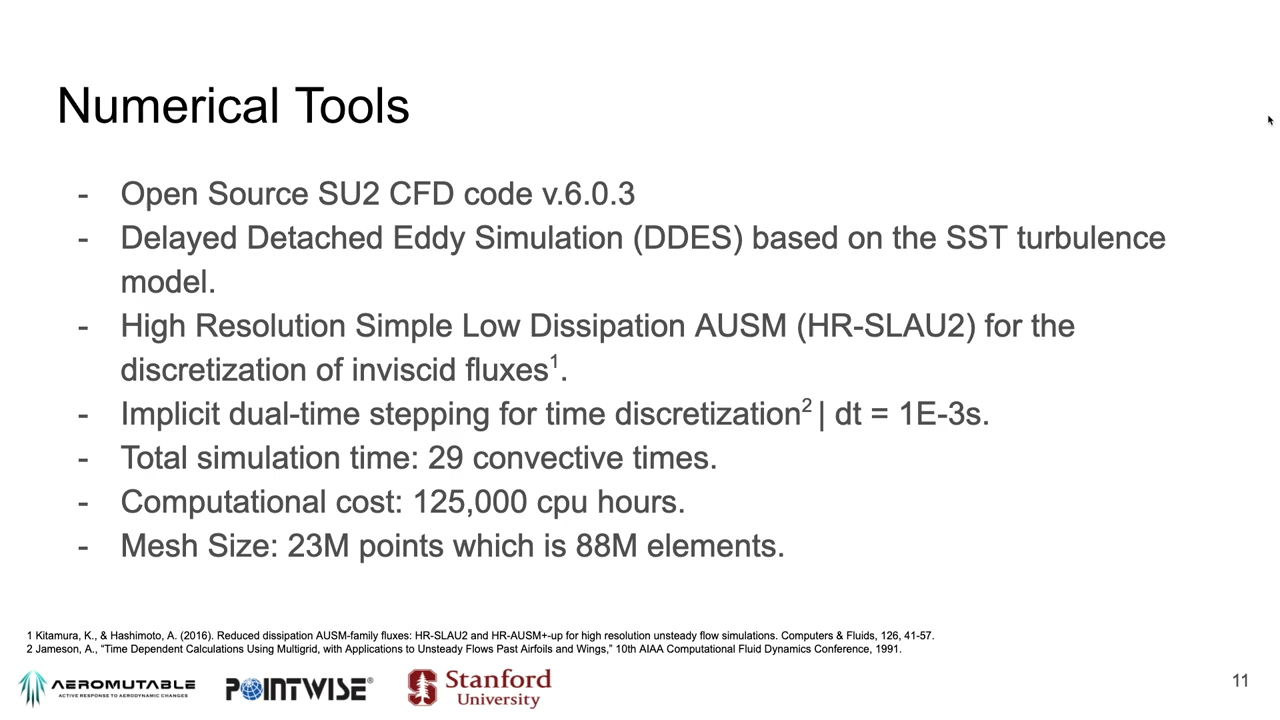 Numerical Tools
- Open Source SU2 CFD code v.6.0.3
- Delayed Detached Eddy Simulation (DDES) based on the SST turbulence
model.
- High Resolution Simple Low Dissipation AUSM (HR-SLAU2) for the
discretization of inviscid fluxes¹.
- Implicit dual-time stepping for time discretization² | dt = 1E-3s.
- Total simulation time: 29 convective times.
- Computational cost: 125,000 cpu hours.
- Mesh Size: 23M points which is 88M elements.
1 Kitamura, K., & Hashimoto, A. (2016). Reduced dissipation AUSM-family fluxes: HR-SLAU2 and HR-AUSM+-up for high resolution unsteady flow simulations. Computers & Fluids, 126, 41-57.
2 Jameson, A., "Time Dependent Calculations Using Multigrid, with Applications to Unsteady Flows Past Airfoils and Wings," 10th AIAA Computational Fluid Dynamics Conference, 1991.
AEROMUTABLE
ACTIVE RESPONSE TO AERODYNAMIC CHANGES
POINTWISE®
Stanford
University
11